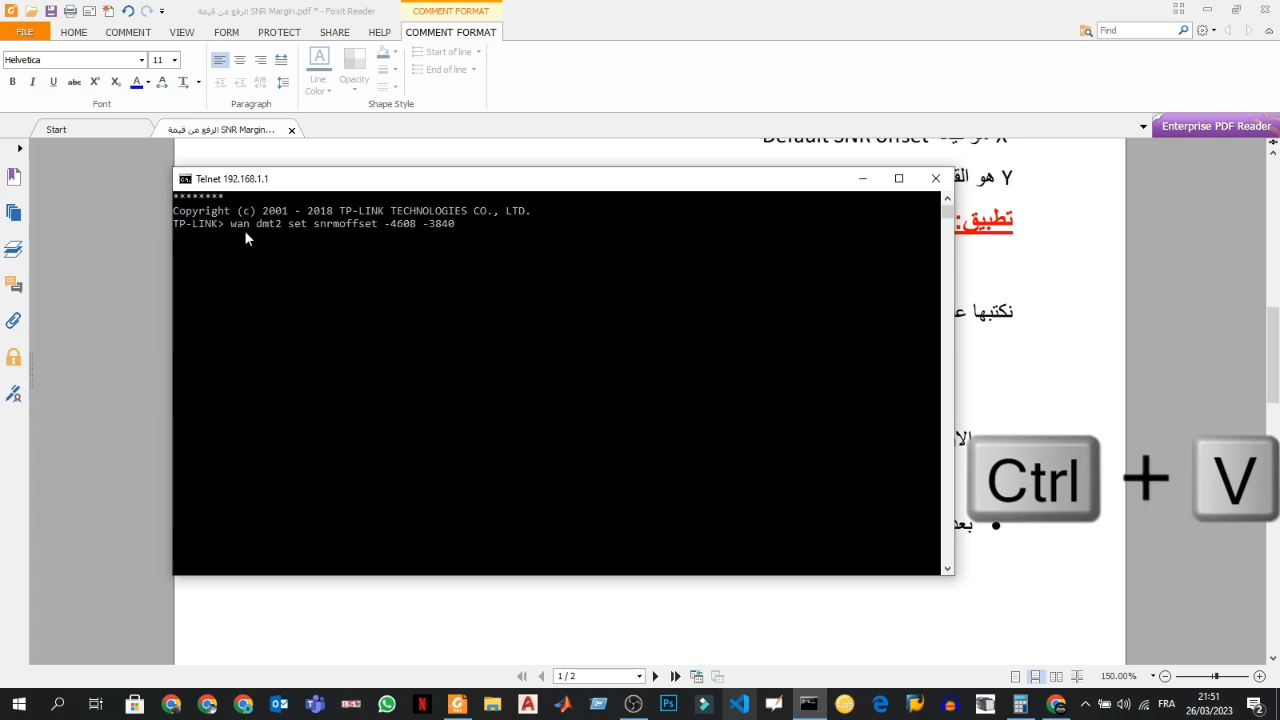 الرفع من قيمة SNR Margin.pdf * - Foxit Reader
COMMENT FORMAT
FILE
HOME
COMMENT
VIEW
FORM
PROTECT
SHARE
HELP
COMMENT FORMAT
Find
Helvetica
11
Line Color
Opacity
Start of line
End of line
Font
Paragraph
Shape Style
Start
الرفع من قيمة SNR Margin...
Enterprise PDF Reader
Default SNR offset
Y هو
تطبيق:
نكتبها
Telnet 192.168.1.1
********
Copyright (c) 2001 - 2018 TP-LINK TECHNOLOGIES CO., LTD.
TP-LINK> wan dmt2 set snrmoffset -4608 -3840
Ctrl + V
1 / 2
150.00%
FRA
21:51
26/03/2023